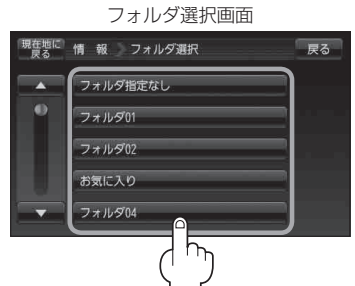 フォルダ選択画面
現在地に
戻る
情 報 フォルダ選択
戻る
フォルダ指定なし
フォルダ01
フォルダ02
お気に入り
フォルダ04